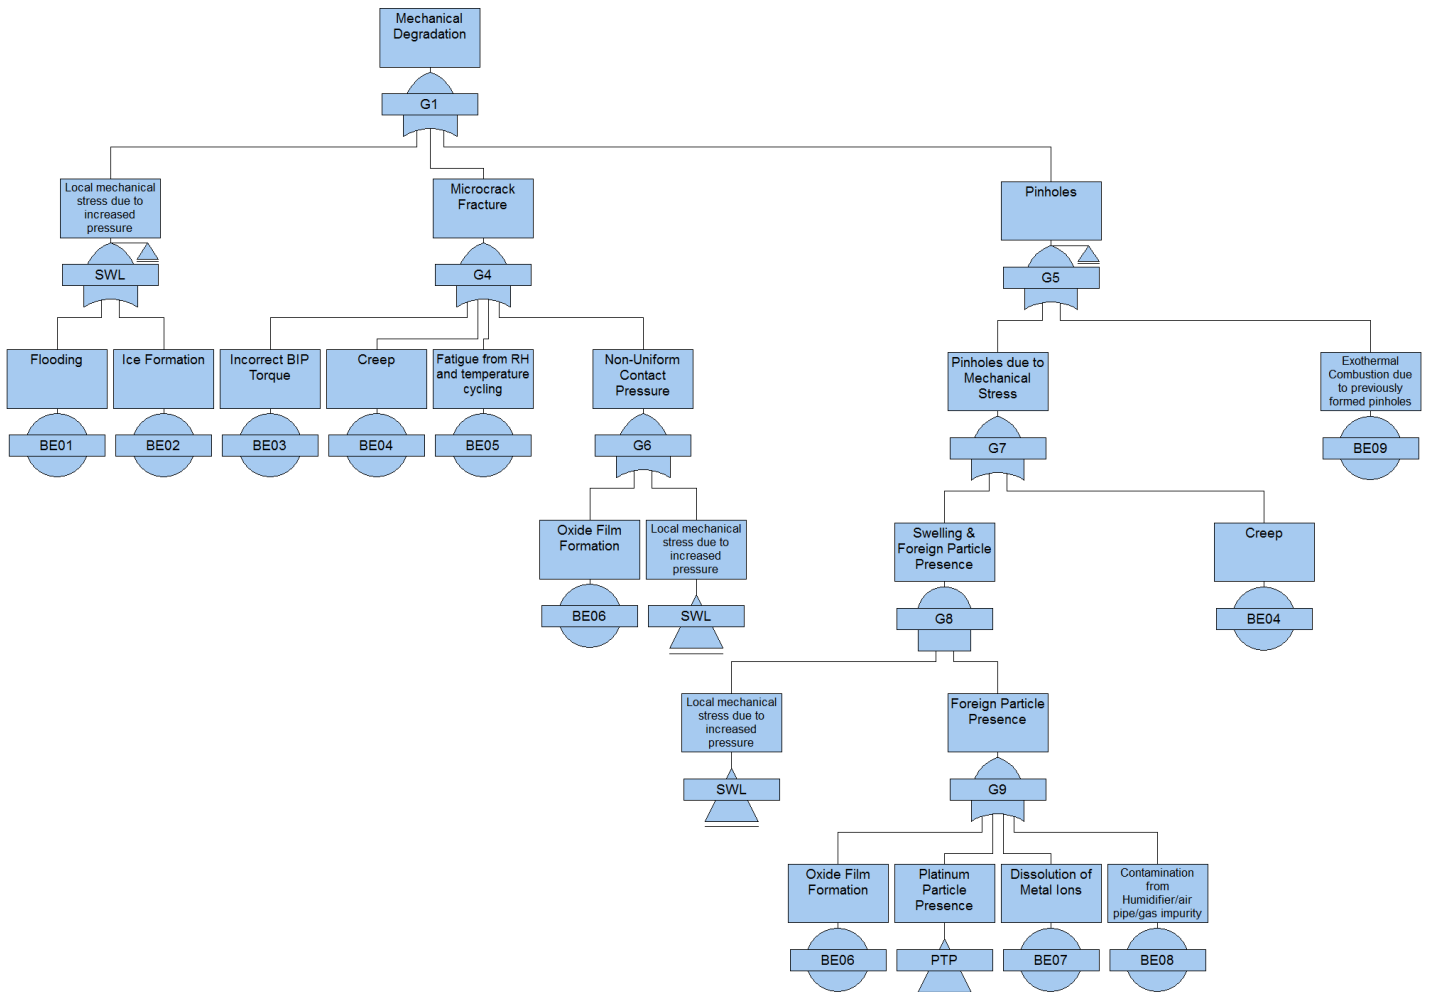 Mechanical
Degradation
G1
Local mechanical
stress due to
increased
pressure
SWL
Microcrack
Fracture
G4
Pinholes
G5
Flooding
BE01
Ice Formation
BE02
Incorrect BIP
Torque
BE03
Creep
BE04
Fatigue from RH
and temperature
cycling
BE05
Non-Uniform
Contact
Pressure
G6
Pinholes due to
Mechanical
Stress
G7
Exothermal
Combustion due
to previously
formed pinholes
BE09
Oxide Film
Formation
BE06
Local mechanical
stress due to
increased
pressure
SWL
Swelling &
Foreign Particle
Presence
G8
Creep
BE04
Local mechanical
stress due to
increased
pressure
SWL
Foreign Particle
Presence
G9
Oxide Film
Formation
BE06
Platinum
Particle
Presence
PTP
Dissolution of
Metal Ions
BE07
Contamination
from
Humidifier/air
pipe/gas impurity
BE08